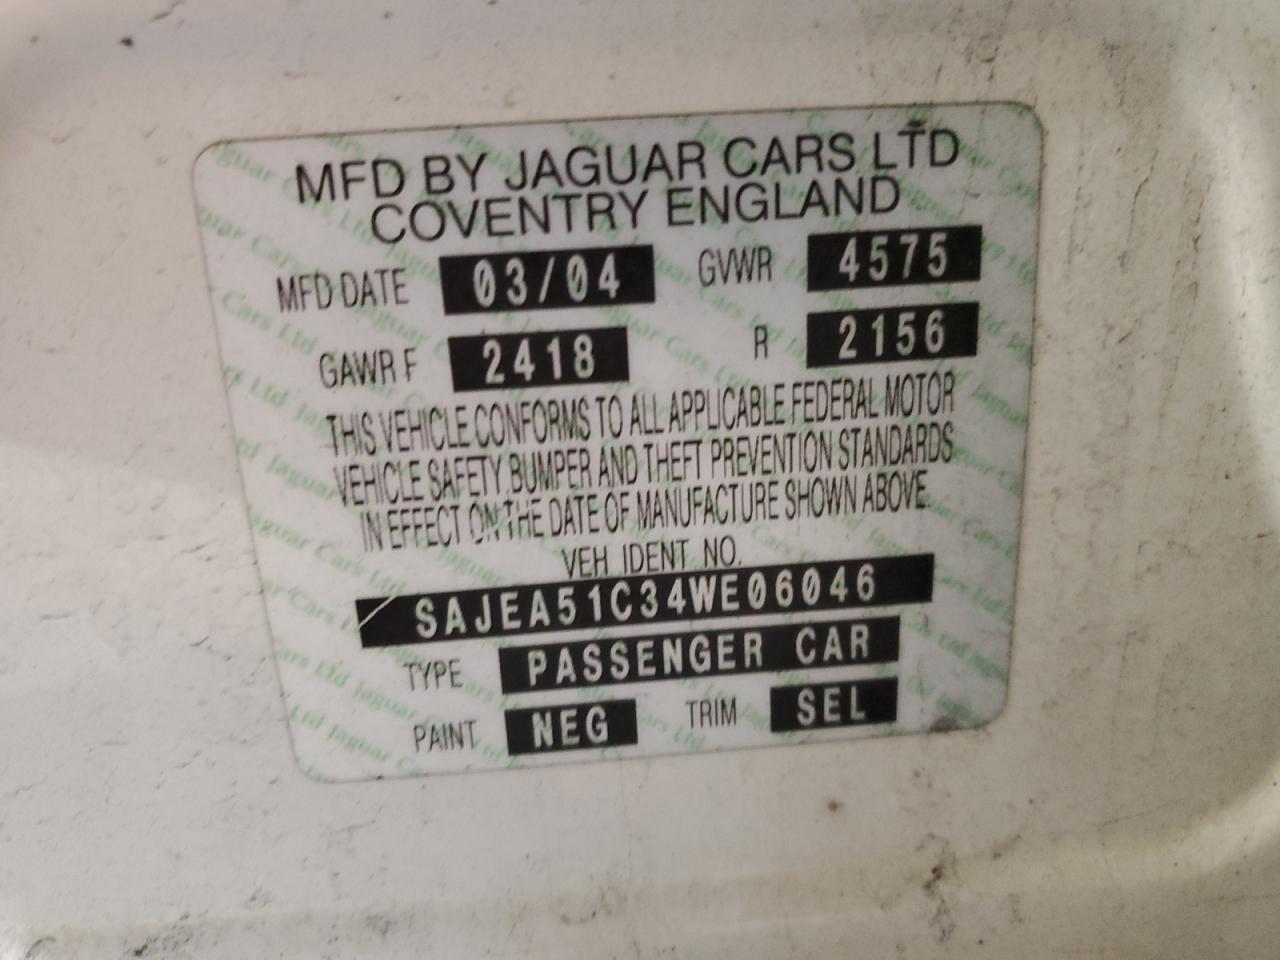 MFD BY JAGUAR CARS LTD
COVENTRY ENGLAND
MFD DATE 03/04 GVWR 4575
GAWR F 2418 R 2156
THIS VEHICLE CONFORMS TO ALL APPLICABLE FEDERAL MOTOR
VEHICLE SAFETY, BUMPER AND THEFT PREVENTION STANDARDS
IN EFFECT ON THE DATE OF MANUFACTURE SHOWN ABOVE.
VEH IDENT NO.
SAJEA51C34WE06046
TYPE PASSENGER CAR
PAINT NEG TRIM SEL